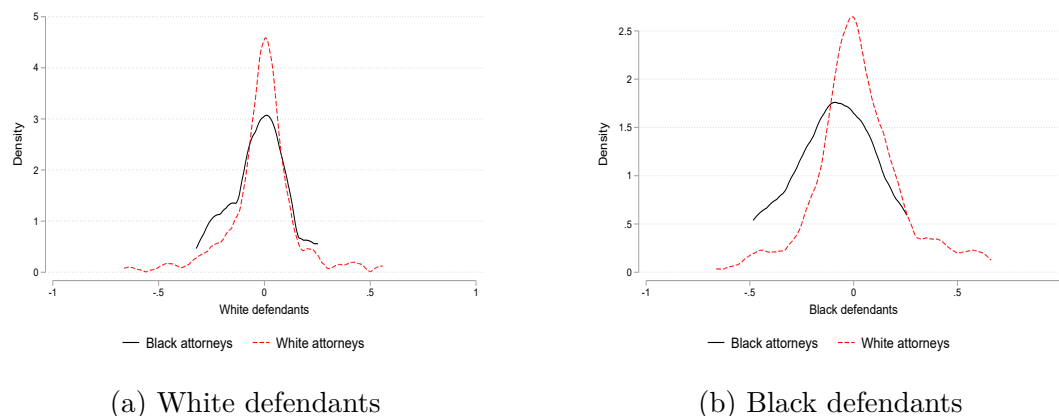 5
4
3
2
1
0
Density
-1
-.5
0
.5
1
White defendants
Black attorneys
White attorneys
(a) White defendants
2.5
2
1.5
1
.5
0
Density
-1
-.5
0
.5
Black defendants
Black attorneys
White attorneys
(b) Black defendants